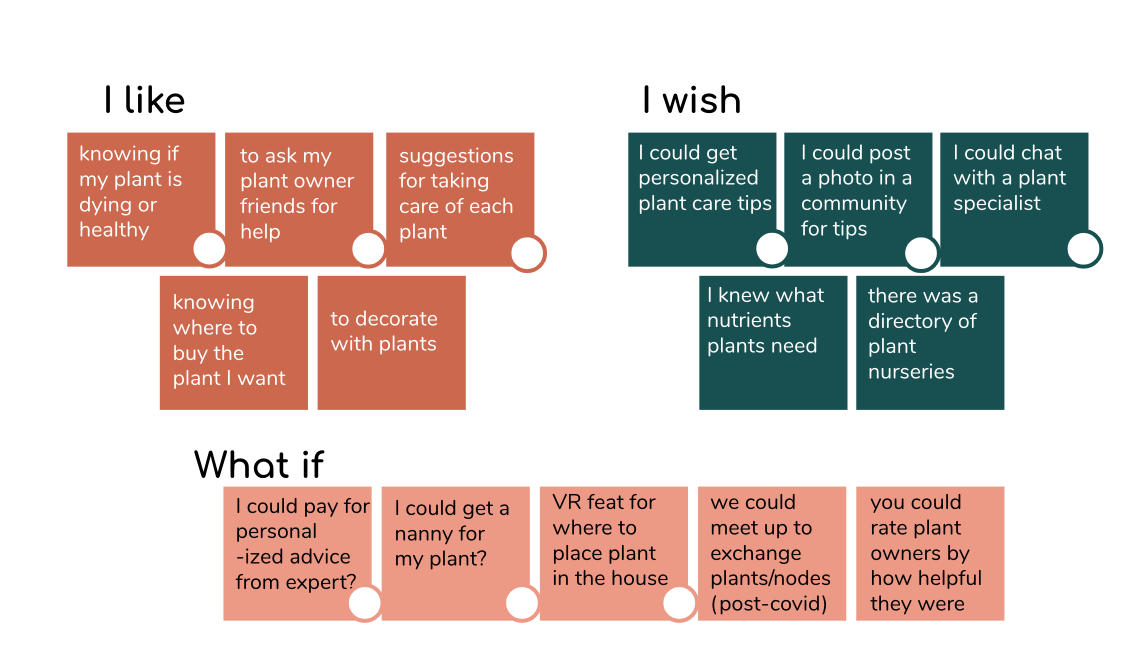 I like
knowing if
my plant is
dying or
healthy
to ask my
plant owner
friends for
help
suggestions
for taking
care of each
plant
knowing
where to
buy the
plant I want
to decorate
with plants
I wish
I could get
personalized
plant care tips
I could post
a photo in a
community
for tips
I could chat
with a plant
specialist
I knew what
nutrients
plants need
there was a
directory of
plant
nurseries
What if
I could pay for
personal
-ized advice
from expert?
I could get a
nanny for
my plant?
VR feat for
where to
place plant
in the house
we could
meet up to
exchange
plants/nodes
(post-covid)
you could
rate plant
owners by
how helpful
they were